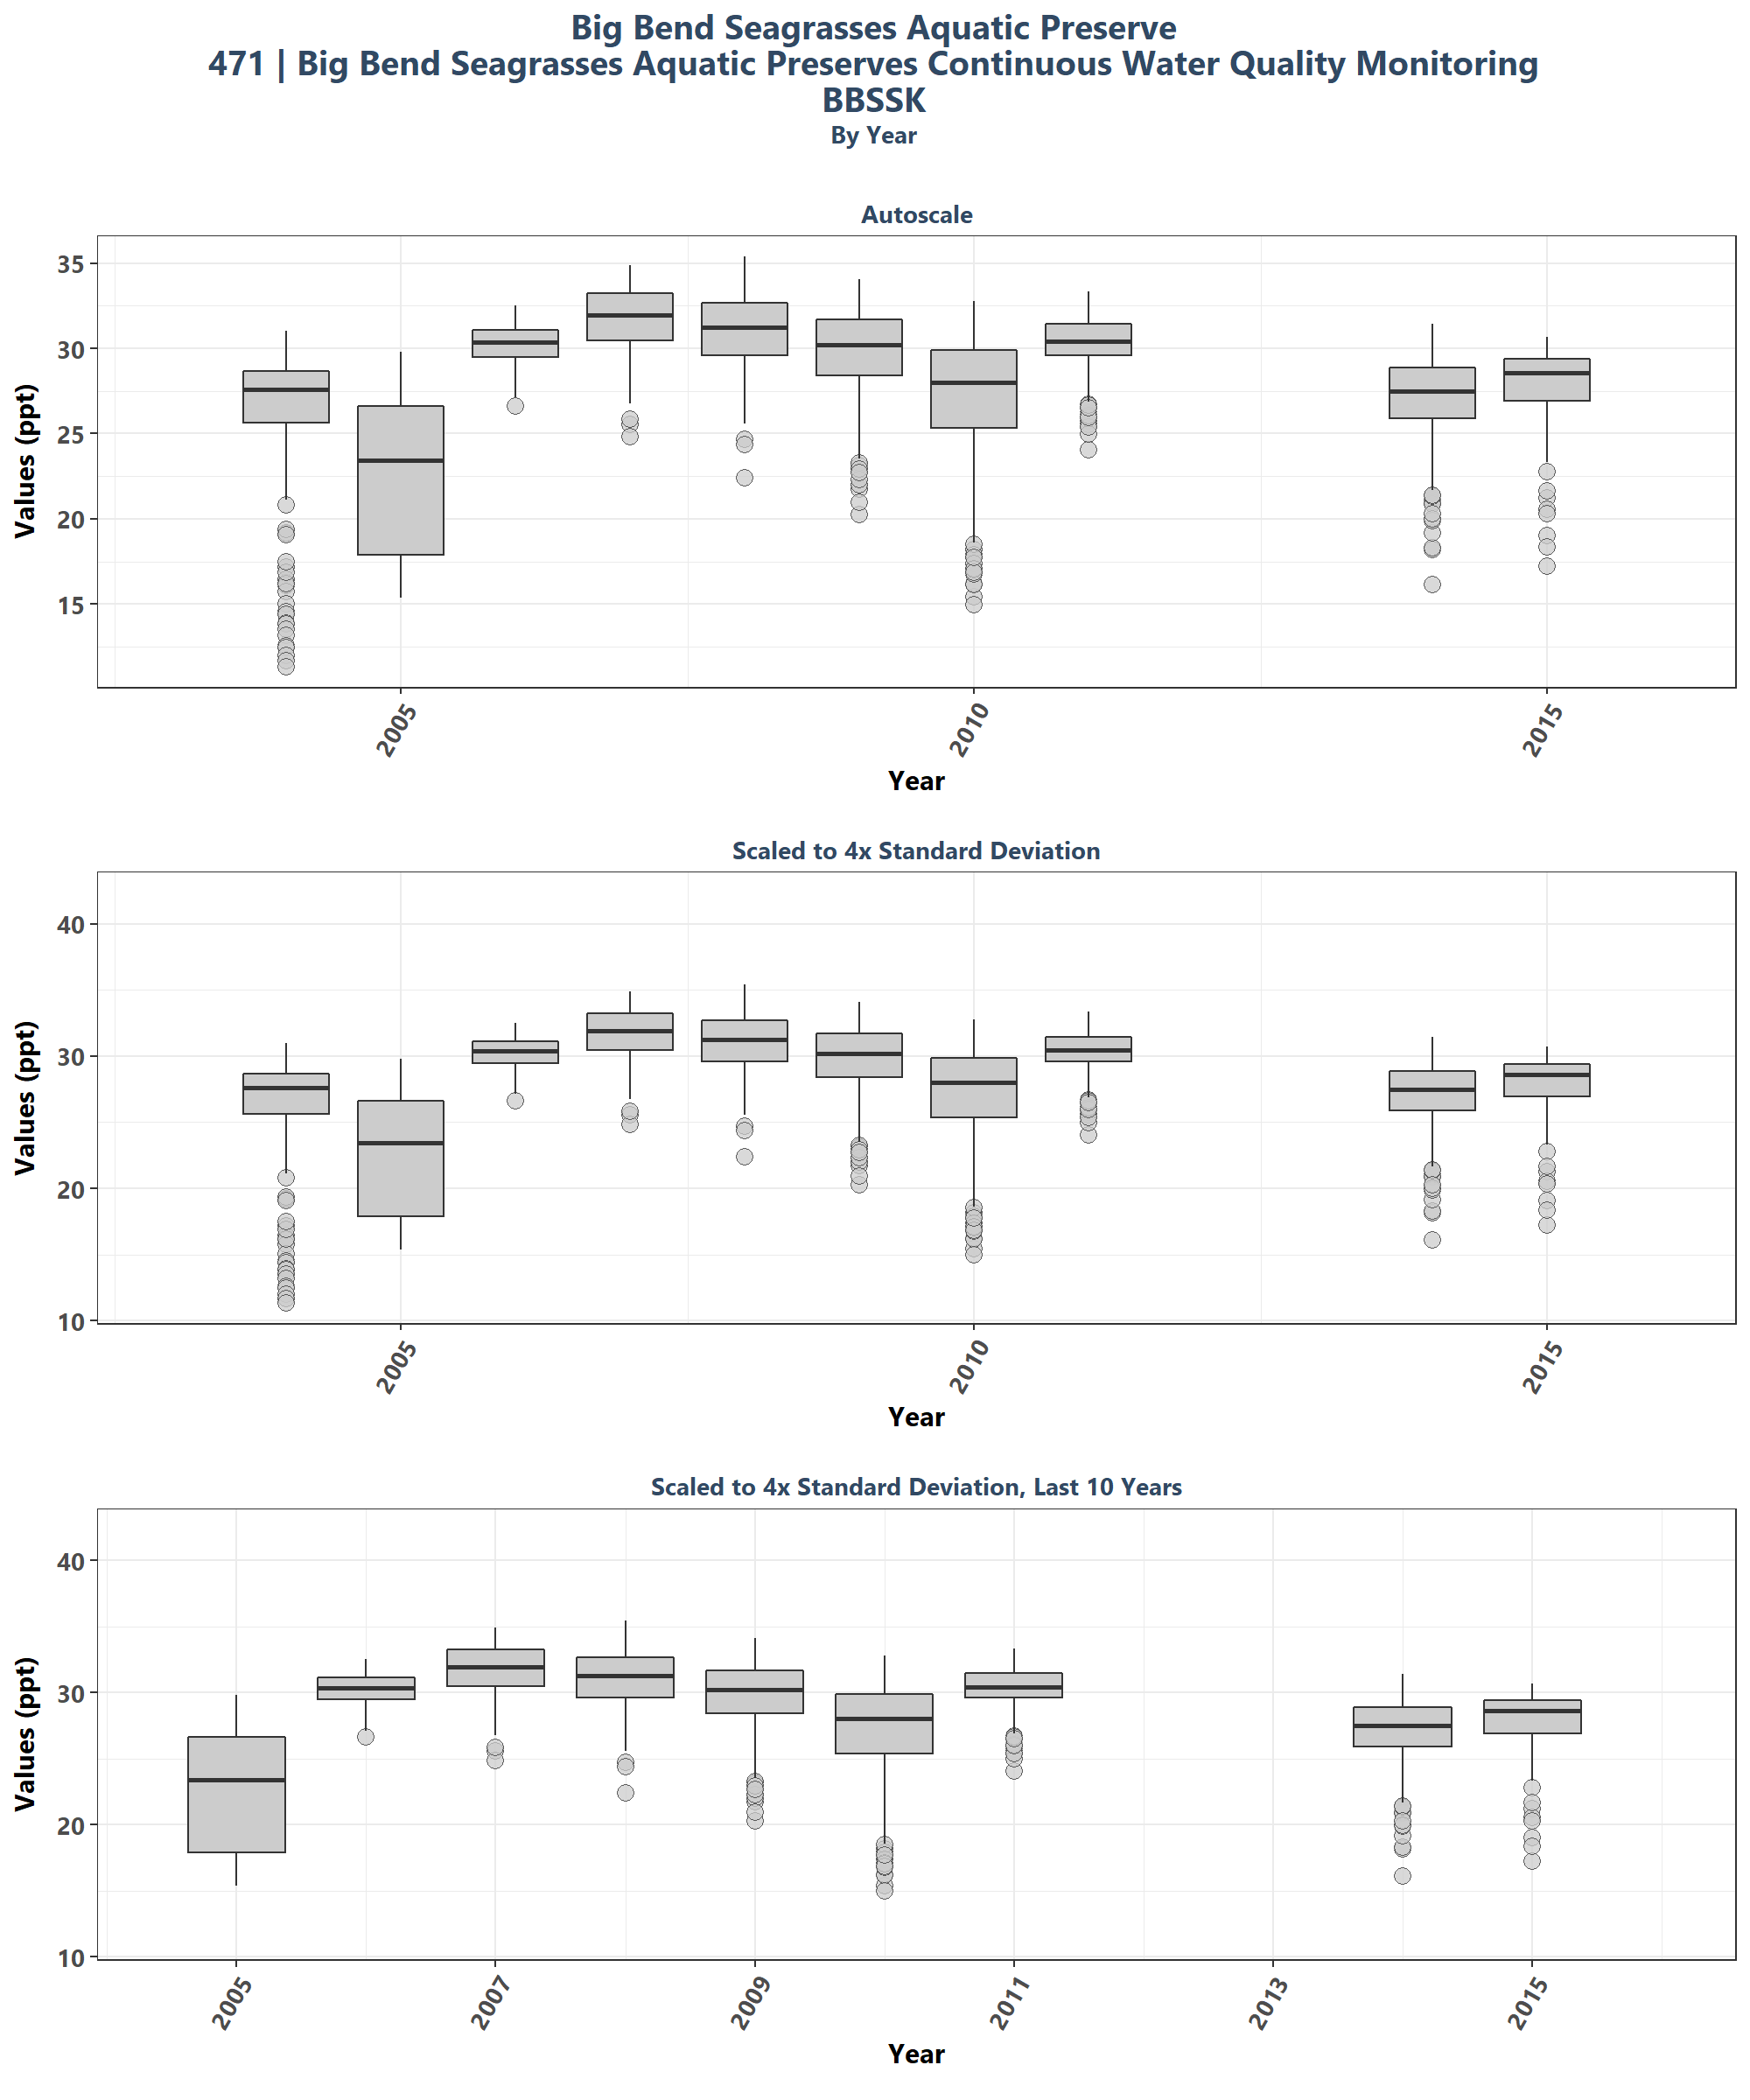 Big Bend Seagrasses Aquatic Preserve
471 | Big Bend Seagrasses Aquatic Preserves Continuous Water Quality Monitoring
BBSSK
By Year
Autoscale
Values (ppt)
35
30
25
20
15
2005
2010
2015
Year
Scaled to 4x Standard Deviation
Values (ppt)
40
30
20
10
2005
2010
2015
Year
Scaled to 4x Standard Deviation, Last 10 Years
Values (ppt)
40
30
20
10
2005
2007
2009
2011
2013
2015
Year